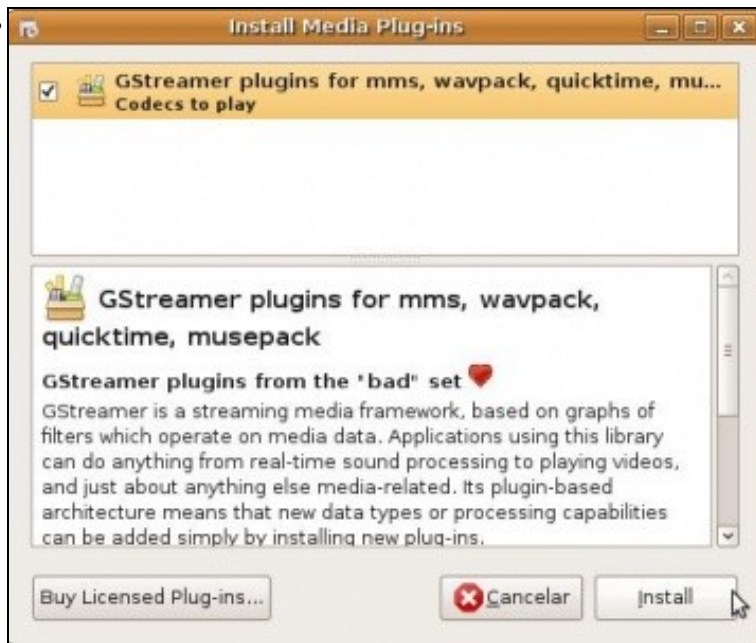 Install Media Plug-ins
GStreamer plugins for mms, wavpack, quicktime, mu...
Codecs to play
GStreamer plugins for mms, wavpack,
quicktime, musepack
GStreamer plugins from the "bad" set
GStreamer is a streaming media framework, based on graphs of
filters which operate on media data. Applications using this library
can do anything from real-time sound processing to playing videos,
and just about anything else media-related. Its plugin-based
architecture means that new data types or processing capabilities
can be added simply by installing new plug-ins.
Buy Licensed Plug-ins...
Cancelar
Install